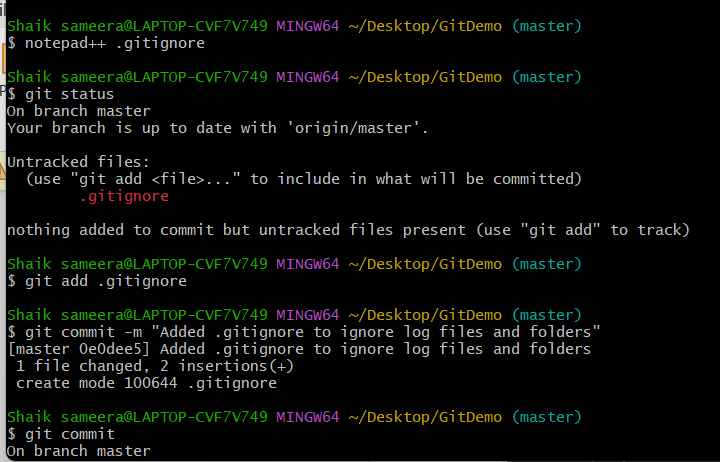 Shaik sameera@LAPTOP-CVF7V749 MINGW64 ~/Desktop/GitDemo (master)
$ notepad++ .gitignore
Shaik sameera@LAPTOP-CVF7V749 MINGW64 ~/Desktop/GitDemo (master)
$ git status
On branch master
Your branch is up to date with 'origin/master'.
Untracked files:
  (use "git add <file>..." to include in what will be committed)
        .gitignore
nothing added to commit but untracked files present (use "git add" to track)
Shaik sameera@LAPTOP-CVF7V749 MINGW64 ~/Desktop/GitDemo (master)
$ git add .gitignore
Shaik sameera@LAPTOP-CVF7V749 MINGW64 ~/Desktop/GitDemo (master)
$ git commit -m "Added .gitignore to ignore log files and folders"
[master 0e0dee5] Added .gitignore to ignore log files and folders
 1 file changed, 2 insertions(+)
 create mode 100644 .gitignore
Shaik sameera@LAPTOP-CVF7V749 MINGW64 ~/Desktop/GitDemo (master)
$ git commit
On branch master